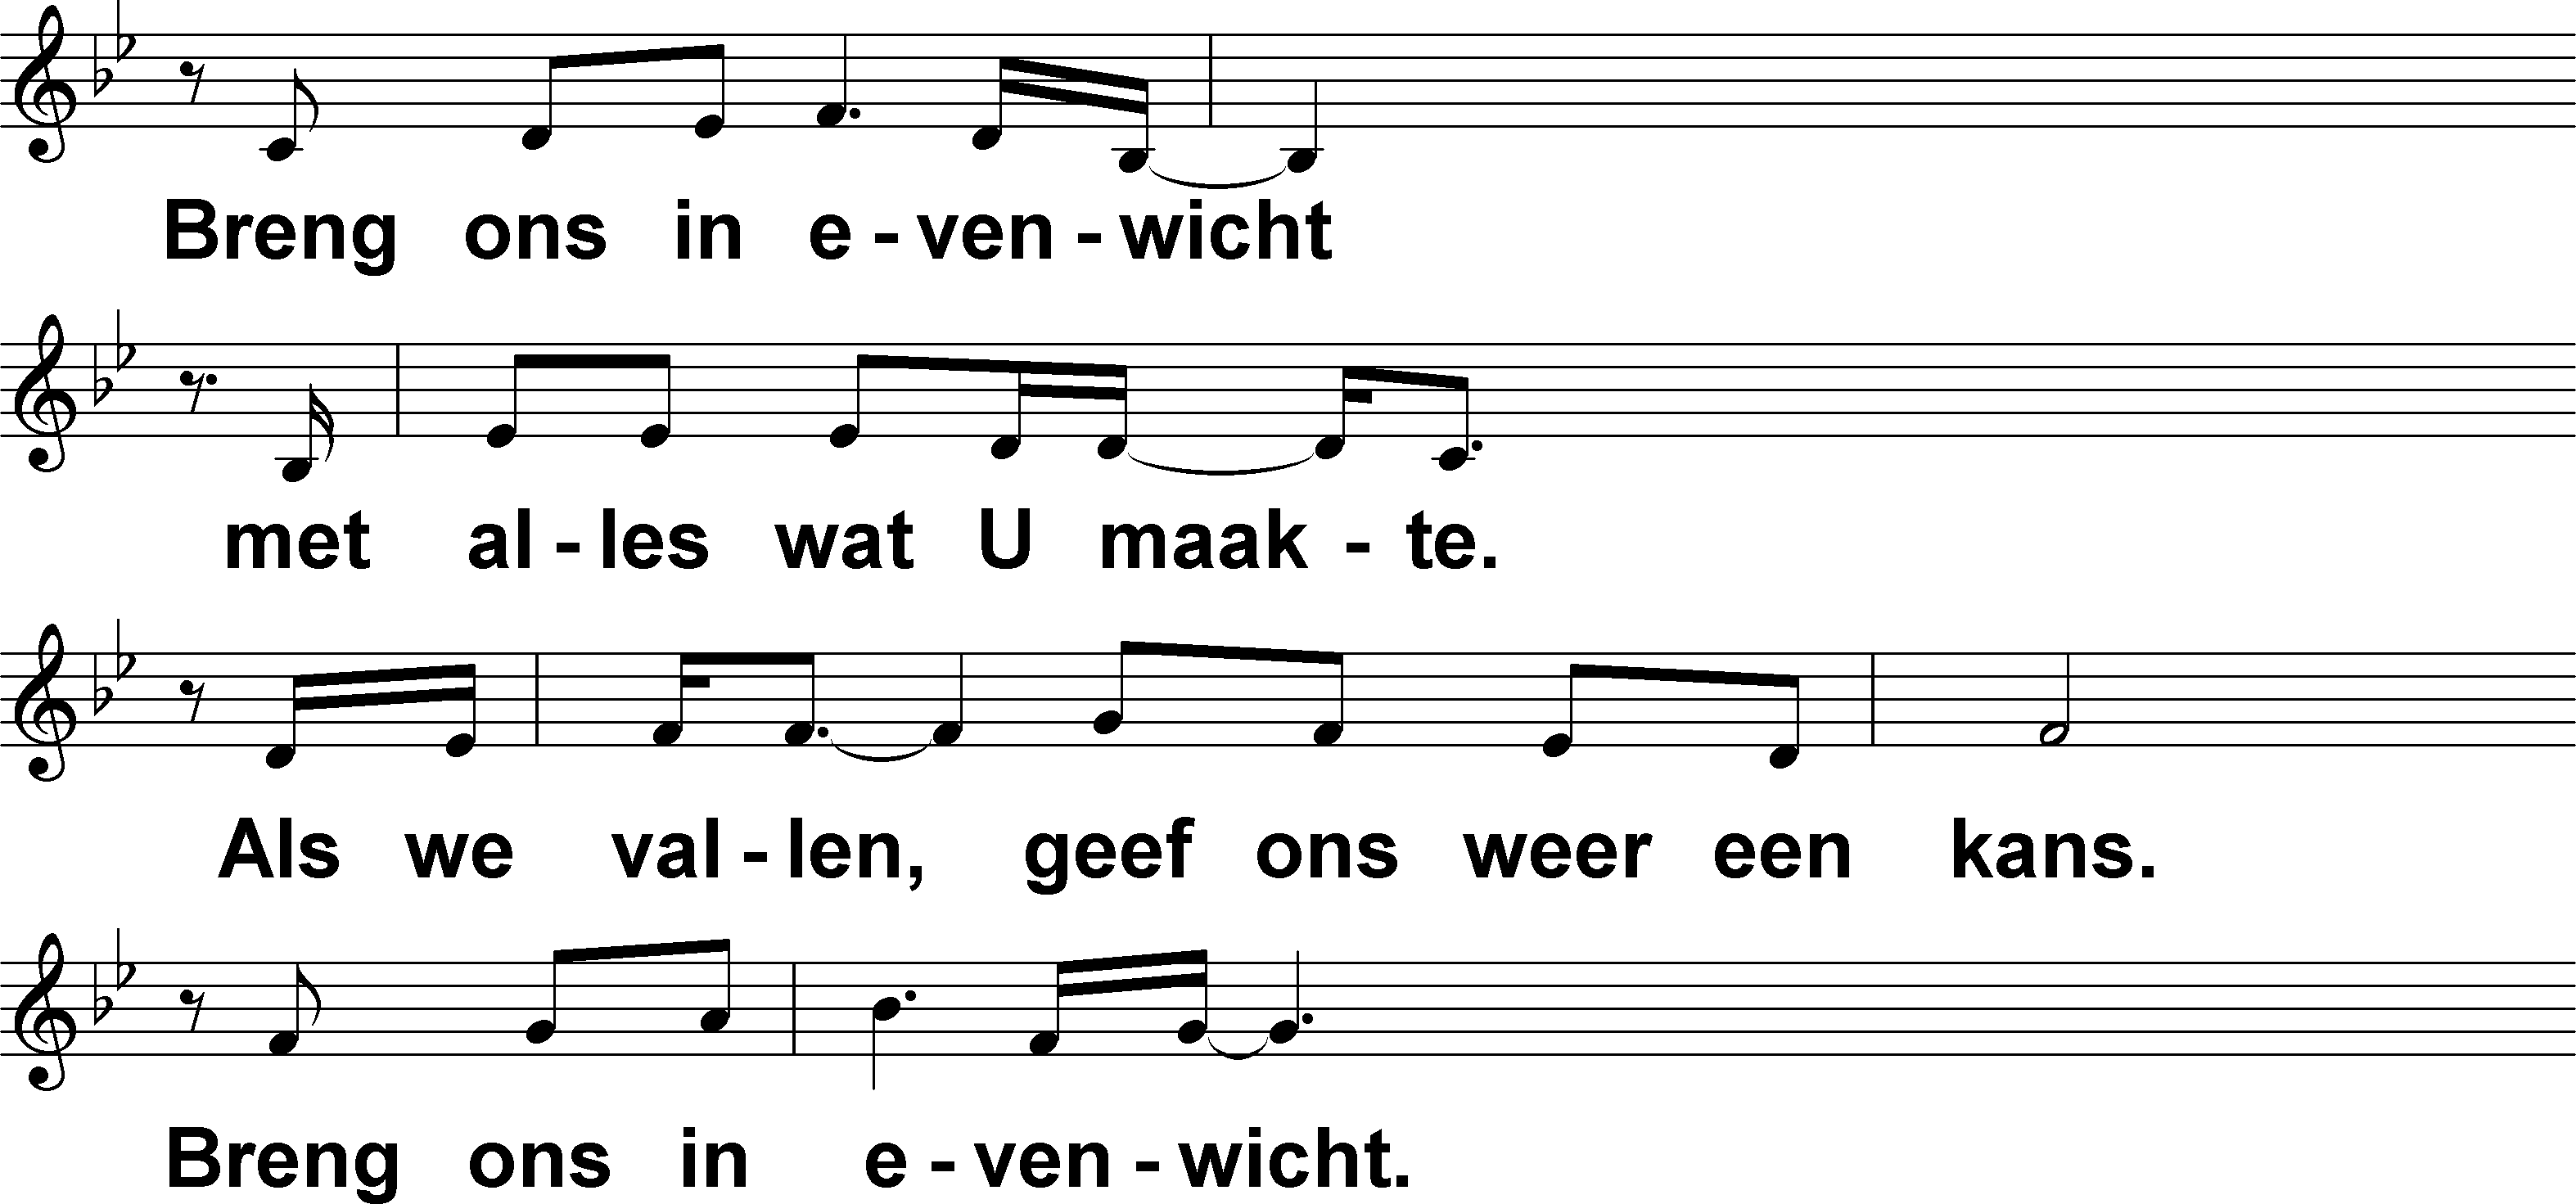 Breng ons in e - ven - wicht
met al - les wat U maak - te.
Als we val - len, geef ons weer een kans.
Breng ons in e - ven - wicht.